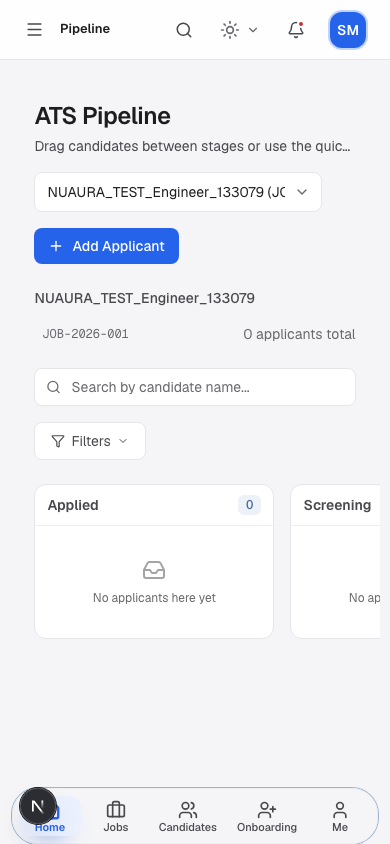 Pipeline
SM
ATS Pipeline
Drag candidates between stages or use the quic...
NUAURA_TEST_Engineer_133079 (JC
Add Applicant
NUAURA_TEST_Engineer_133079
JOB-2026-001 0 applicants total
Search by candidate name...
Filters
Applied 0 Screening
No applicants here yet No ap
N
Home Jobs Candidates Onboarding Me